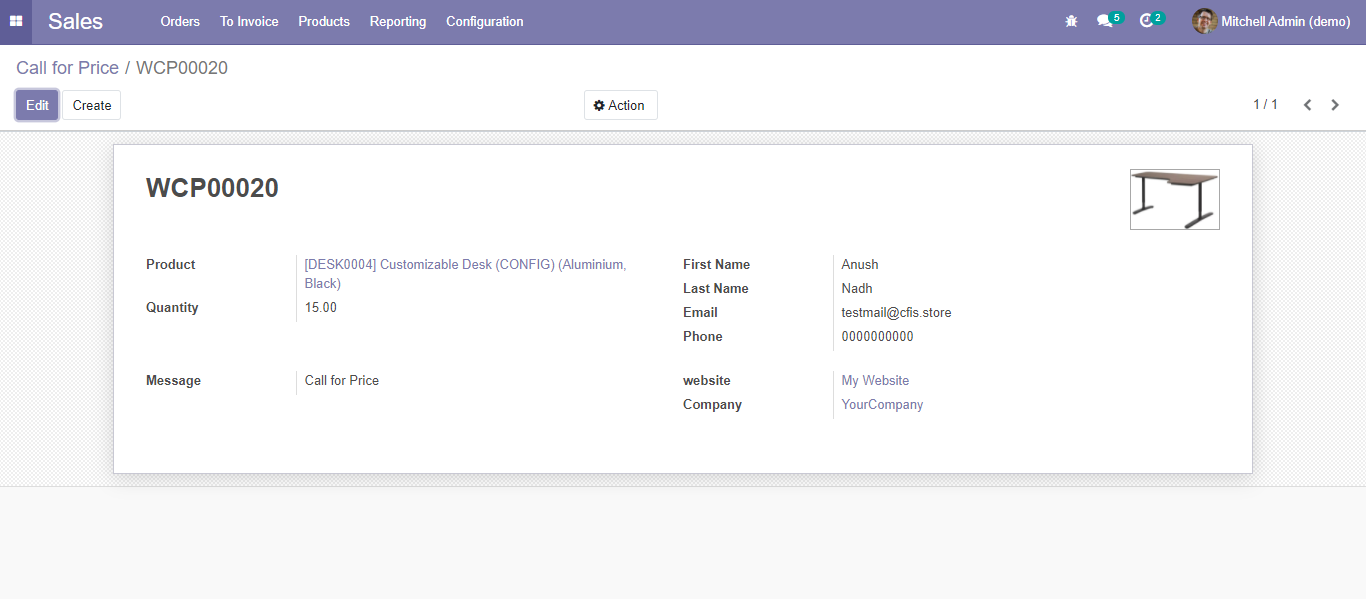 Sales Orders To Invoice Products Reporting Configuration 5 2 Mitchell Admin (demo)
Call for Price / WCP00020
Edit Create Action 1 / 1
WCP00020
Product [DESK0004] Customizable Desk (CONFIG) (Aluminium,
Black)
Quantity 15.00
First Name Anush
Last Name Nadh
Email testmail@cfis.store
Phone 0000000000
Message Call for Price
website My Website
Company YourCompany